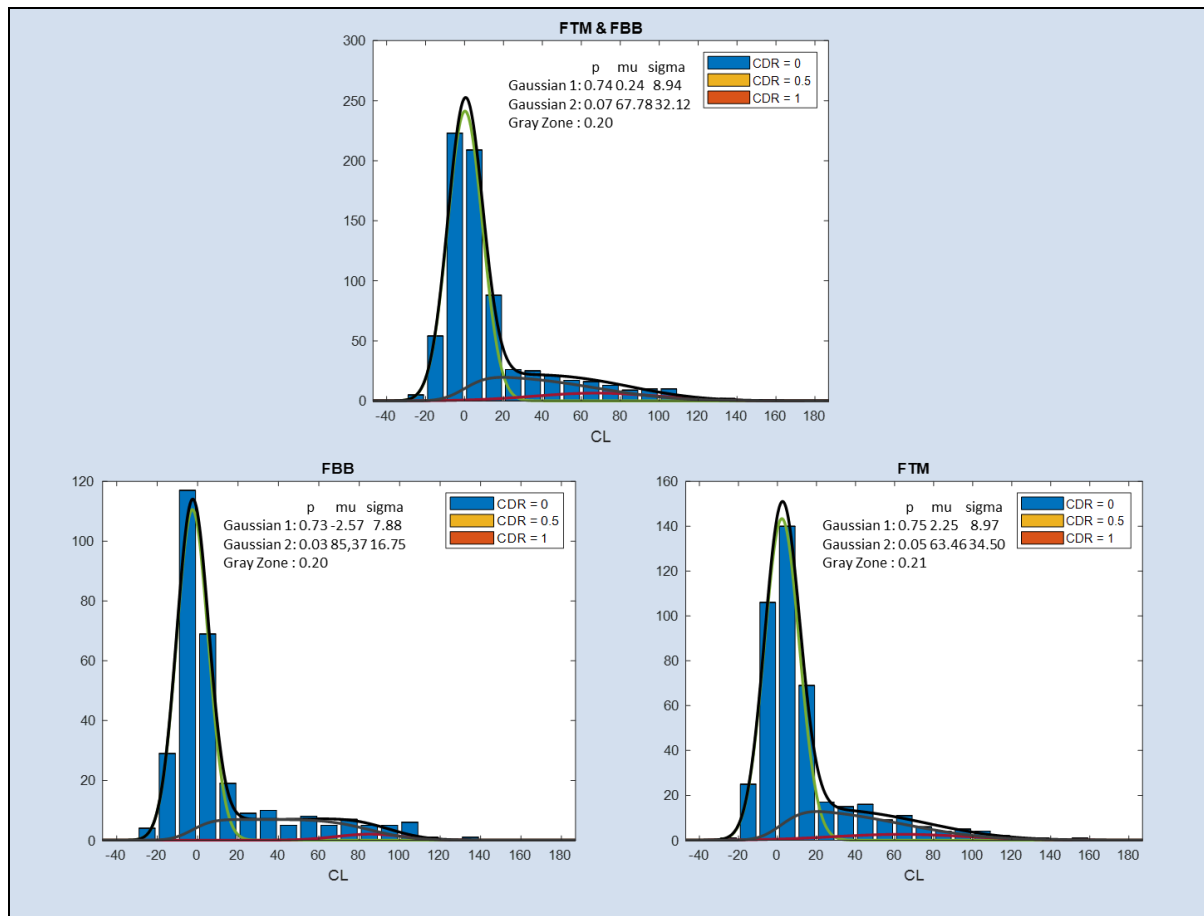 FTM & FBB
300
250
200
150
100
50
0
p mu sigma
Gaussian 1: 0.74 0.24 8.94
Gaussian 2: 0.07 67.78 32.12
Gray Zone : 0.20
CDR = 0
CDR = 0.5
CDR = 1
-40 -20 0 20 40 60 80 100 120 140 160 180
CL
FBB
120
100
80
60
40
20
0
p mu sigma
Gaussian 1: 0.73 -2.57 7.88
Gaussian 2: 0.03 85,37 16.75
Gray Zone : 0.20
CDR = 0
CDR = 0.5
CDR = 1
-40 -20 0 20 40 60 80 100 120 140 160 180
CL
FTM
160
140
120
100
80
60
40
20
0
p mu sigma
Gaussian 1: 0.75 2.25 8.97
Gaussian 2: 0.05 63.46 34.50
Gray Zone : 0.21
CDR = 0
CDR = 0.5
CDR = 1
-40 -20 0 20 40 60 80 100 120 140 160 180
CL